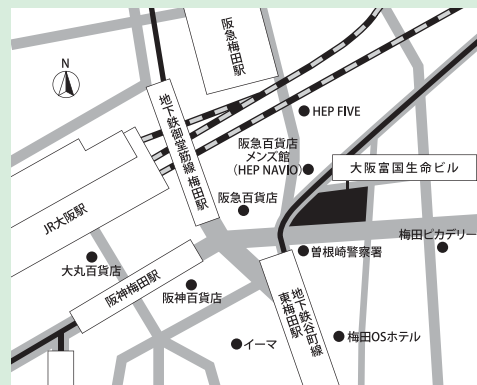 N
阪急梅田駅
地下鉄御堂筋線 梅田駅
HEP FIVE
阪急百貨店
メンズ館
(HEP NAVIO)
大阪富国生命ビル
JR大阪駅
阪急百貨店
梅田ピカデリー
大丸百貨店
曽根崎警察署
阪神梅田駅
阪神百貨店
地下鉄谷町線
東梅田駅
イーマ
梅田OSホテル